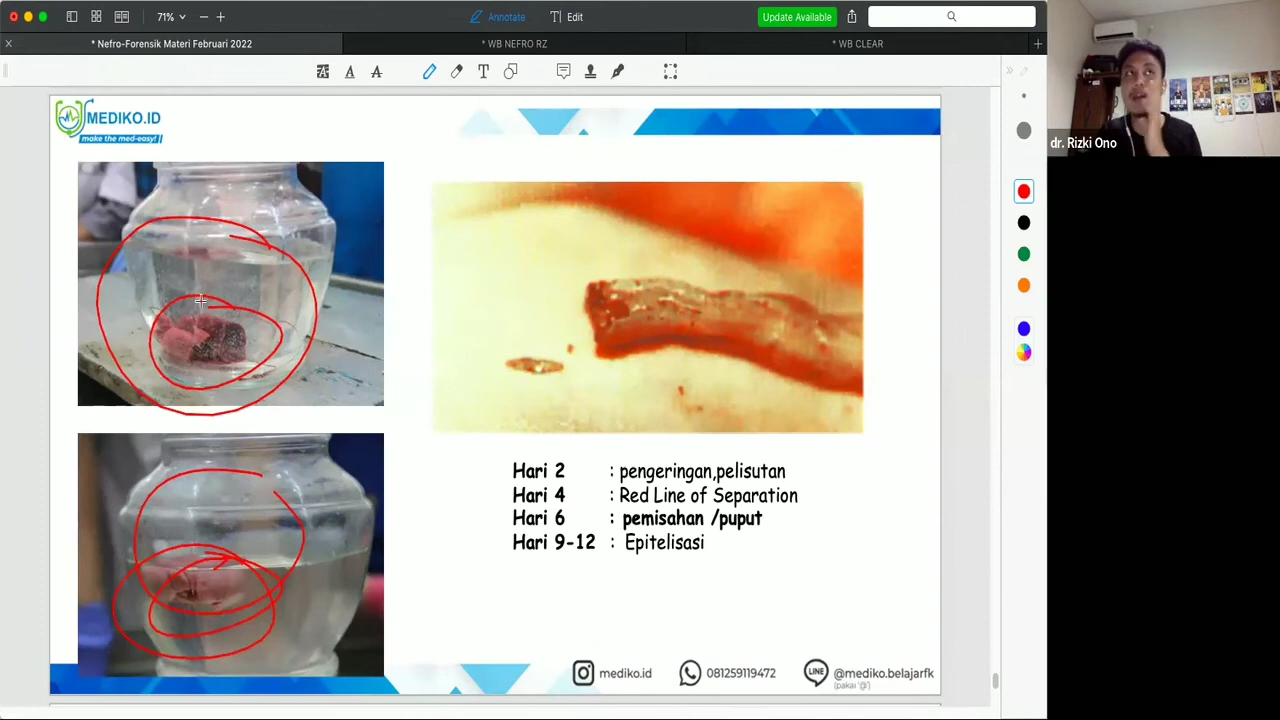 71%
Annotate
Edit
Update Available
* Nefro-Forensik Materi Februari 2022
* WB NEFRO RZ
* WB CLEAR
MEDIKO.ID
make the med-easy!
dr. Rizki Ono
Hari 2 : pengeringan,pelisutan
Hari 4 : Red Line of Separation
Hari 6 : pemisahan /puput
Hari 9-12 : Epitelisasi
mediko.id
081259119472
LINE
@mediko.belajarfk
(pakai '@')